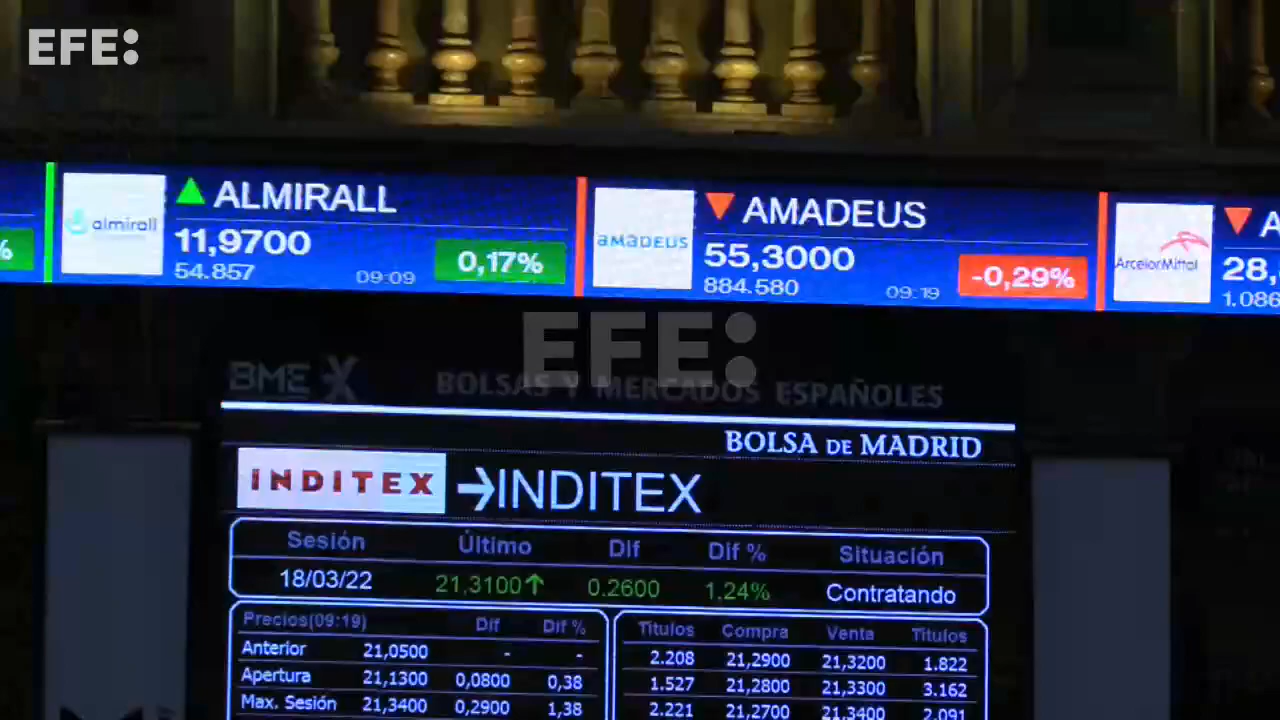 EFE:
%
almirall
ALMIRALL
11,9700
54.857 09:09 0,17%
amadeus
AMADEUS
55,3000
884.580 09:19 -0,29%
ArcelorMittal
A
28,
1.086
EFE:
BME X BOLSAS Y MERCADOS ESPAÑOLES
BOLSA DE MADRID
INDITEX →INDITEX
Sesión Último Dif Dif % Situación
18/03/22 21,3100↑ 0.2600 1,24% Contratando
Precios(09:19) Dif Dif %
Anterior 21,0500 - -
Apertura 21,1300 0,0800 0,38
Max. Sesión 21,3400 0,2900 1,38
Titulos Compra Venta Titulos
2.208 21,2900 21,3200 1.822
1.527 21,2800 21,3300 3.162
2.221 21,2700 21,3400 2.091